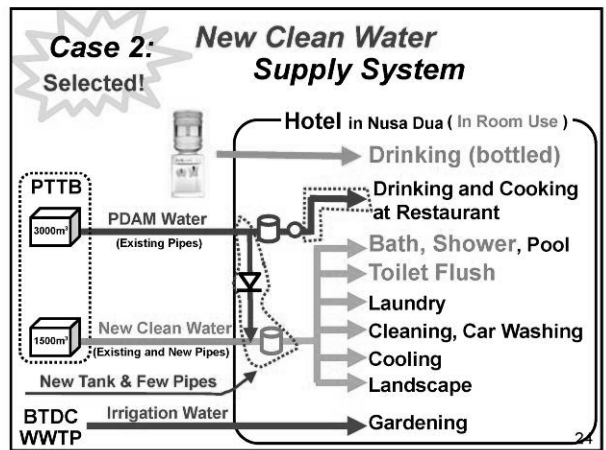 Case 2:
Selected!
New Clean Water
Supply System
Hotel in Nusa Dua ( In Room Use )
Drinking (bottled)
PTTB
3000m³
PDAM Water
(Existing Pipes)
Drinking and Cooking
at Restaurant
Bath, Shower, Pool
Toilet Flush
Laundry
1500m³
New Clean Water
(Existing and New Pipes)
Cleaning, Car Washing
Cooling
Landscape
New Tank & Few Pipes
BTDC
WWTP
Irrigation Water
Gardening
24